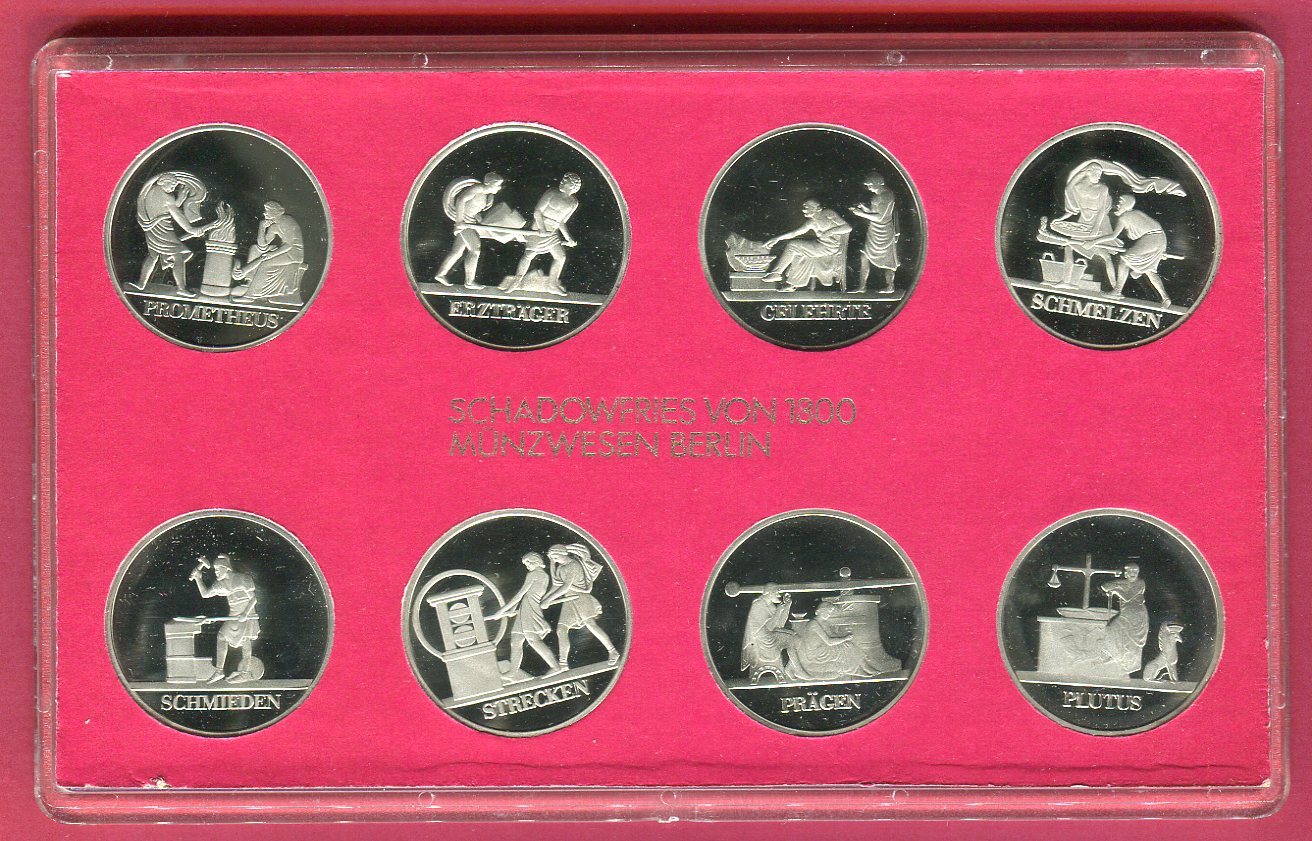 PROMETHEUS
ERZTRÄGER
GELEHRTE
SCHMELZEN
SCHADOWFRIES VON 1800
MÜNZWESEN BERLIN
SCHMIEDEN
STRECKEN
PRÄGEN
PLUTUS